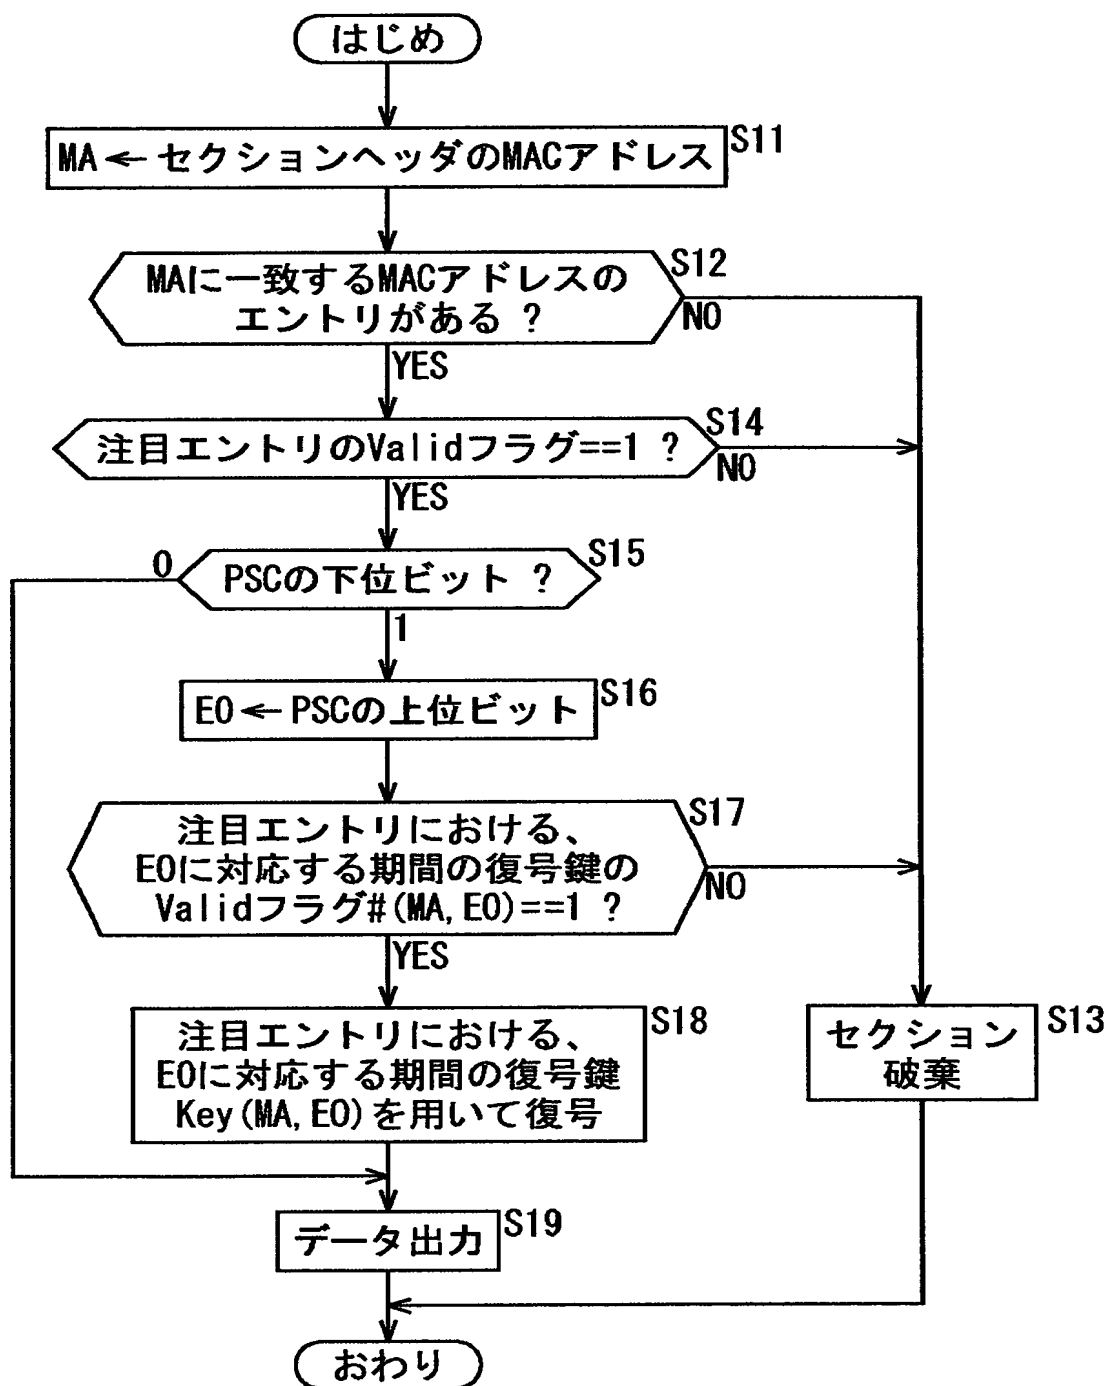 はじめ
MA←セクションヘッダのMACアドレス
S11
MAに一致するMACアドレスの
エントリがある ?
S12
NO
YES
注目エントリのValidフラグ==1 ?
S14
NO
YES
0
PSCの下位ビット ?
S15
1
EO←PSCの上位ビット
S16
注目エントリにおける、
EOに対応する期間の復号鍵の
Validフラグ#(MA,EO)==1 ?
S17
NO
YES
注目エントリにおける、
EOに対応する期間の復号鍵
Key(MA,EO)を用いて復号
S18
セクション
破棄
S13
データ出力
S19
おわり